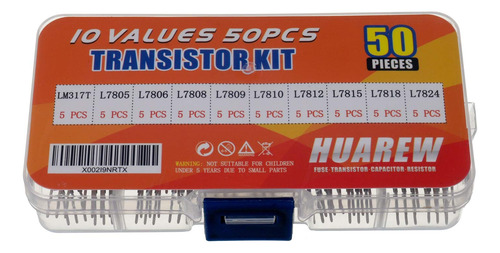 10 VALUES 50PCS
TRANSISTOR KIT
50
PIECES
LM317T L7805 L7806 L7808 L7809 L7810 L7812 L7815 L7818 L7824
5 PCS 5 PCS 5 PCS 5 PCS 5 PCS 5 PCS 5 PCS 5 PCS 5 PCS 5 PCS
X002I9NRTX
WARNING: NOT SUITABLE FOR CHILDREN
UNDER 5 YEARS DUE TO SMALL PARTS
HUAREW
FUSE·TRANSISTOR·CAPACITOR·RESISTOR